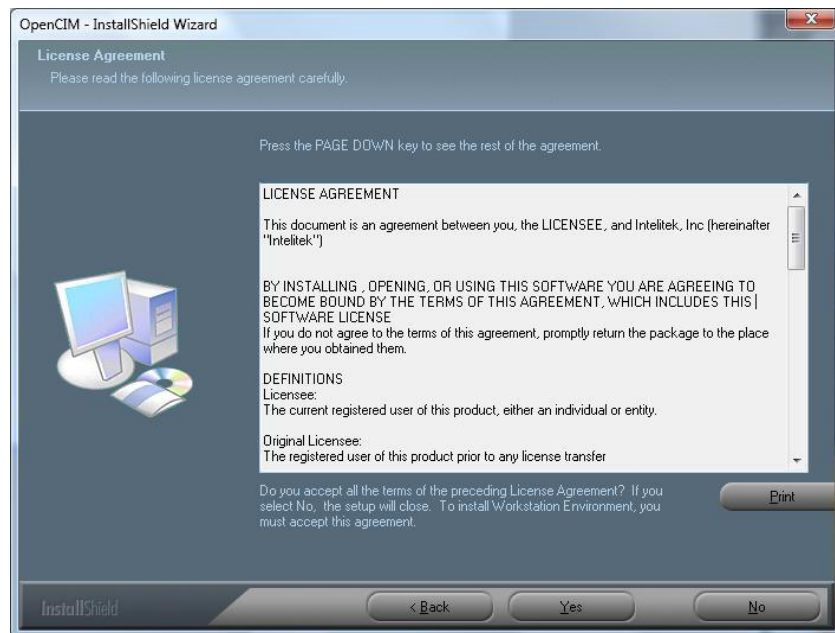 OpenCIM - InstallShield Wizard
License Agreement
Please read the following license agreement carefully.
Press the PAGE DOWN key to see the rest of the agreement.
LICENSE AGREEMENT
This document is an agreement between you, the LICENSEE, and Intelitek, Inc (hereinafter
"Intelitek")
BY INSTALLING , OPENING, OR USING THIS SOFTWARE YOU ARE AGREEING TO
BECOME BOUND BY THE TERMS OF THIS AGREEMENT, WHICH INCLUDES THIS |
SOFTWARE LICENSE
If you do not agree to the terms of this agreement, promptly return the package to the place
where you obtained them.
DEFINITIONS
Licensee:
The current registered user of this product, either an individual or entity.
Original Licensee:
The registered user of this product prior to any license transfer
Do you accept all the terms of the preceding License Agreement? If you
select No, the setup will close. To install Workstation Environment, you
must accept this agreement.
Print
InstallShield
< Back
Yes
No